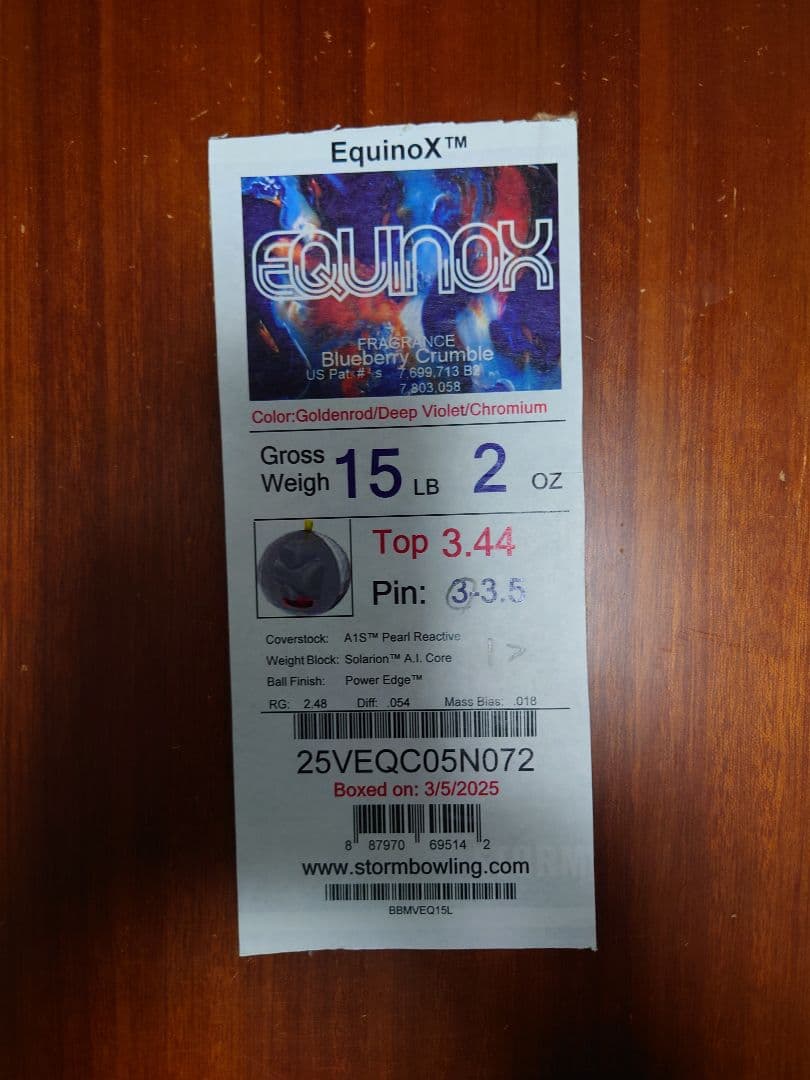 EquinoX™
EQUINOX
FRAGRANCE
Blueberry Crumble
US Pat. #'s 7,699,713 B2
7,803,058
Color:Goldenrod/Deep Violet/Chromium
Gross
Weigh 15 LB 2 OZ
Top 3.44
Pin: 3-3.5
Coverstock: A1S™ Pearl Reactive
Weight Block: Solarion™ A.I. Core
Ball Finish: Power Edge™
RG: 2.48 Diff: .054 Mass Bias: .018
25VEQC05N072
Boxed on: 3/5/2025
8 87970 69514 2
www.stormbowling.com
BBMVEQ15L